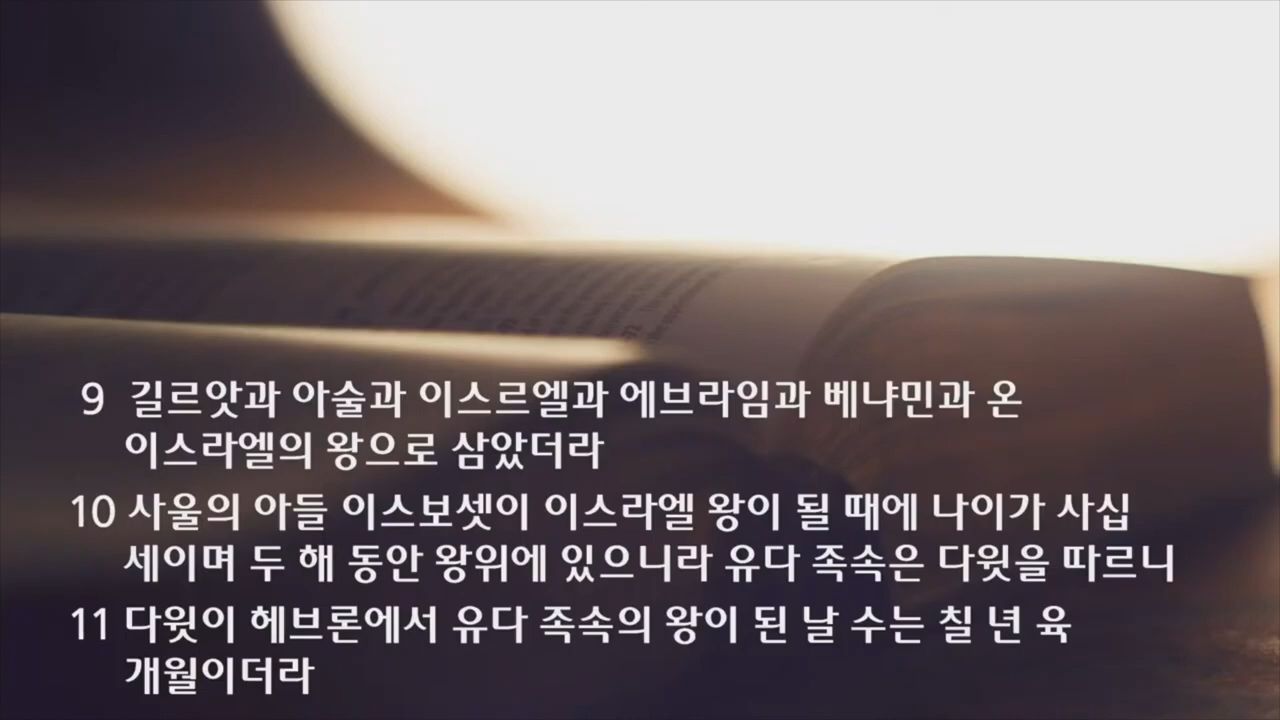 9 길르앗과 아술과 이스르엘과 에브라임과 베냐민과 온
이스라엘의 왕으로 삼았더라
10 사울의 아들 이스보셋이 이스라엘 왕이 될 때에 나이가 사십
세이며 두 해 동안 왕위에 있으니라 유다 족속은 다윗을 따르니
11 다윗이 헤브론에서 유다 족속의 왕이 된 날 수는 칠 년 육
개월이더라